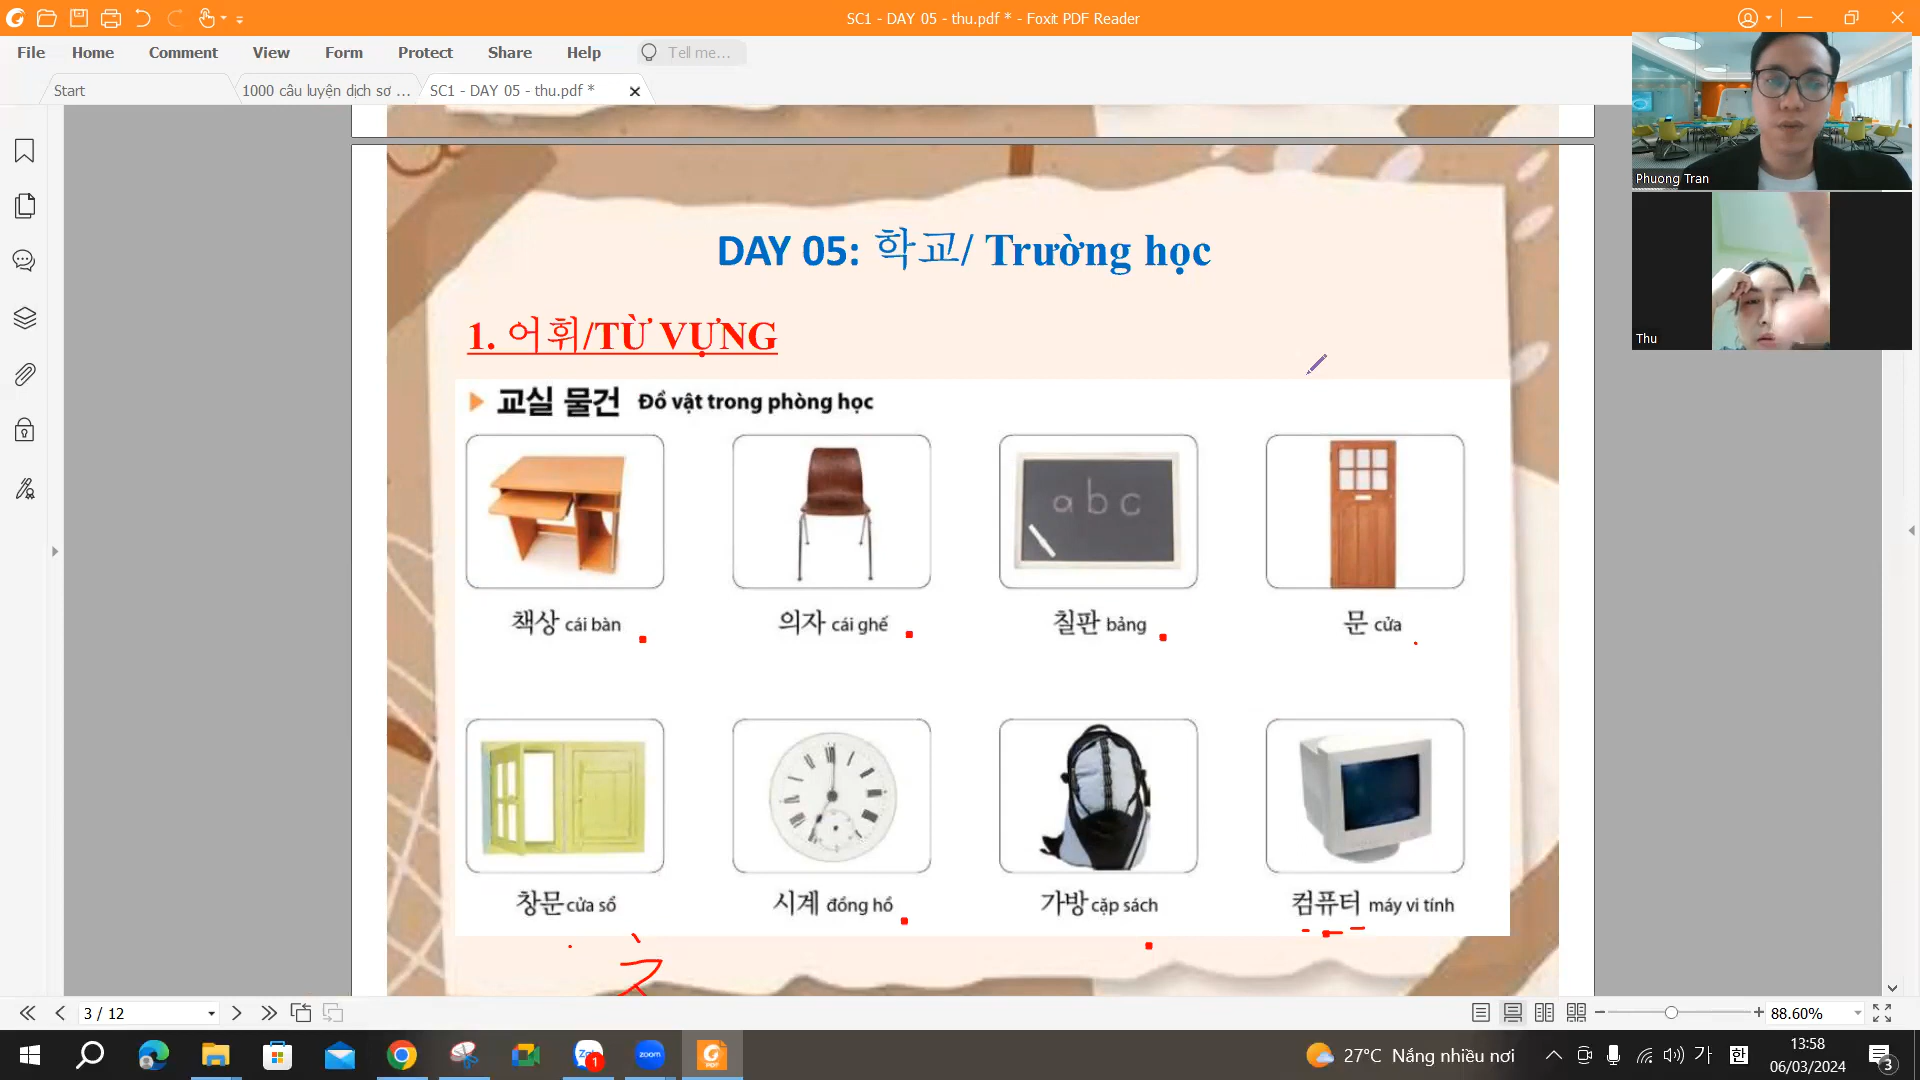 SC1 - DAY 05 - thu.pdf * - Foxit PDF Reader
File Home Comment View Form Protect Share Help Tell me...
Start 1000 câu luyện dịch sơ ... SC1 - DAY 05 - thu.pdf *
Phuong Tran
Thu
DAY 05: 학교/ Trường học
1. 어휘/TỪ VỰNG
교실 물건 Đồ vật trong phòng học
a b c
책상 cái bàn 의자 cái ghế 칠판 bảng 문 cửa
창문 cửa sổ 시계 đồng hồ 가방 cặp sách 컴퓨터 máy vi tính
3 / 12 88.60%
zoom 1 27°C Nắng nhiều nơi 가 한 13:58
06/03/2024 3